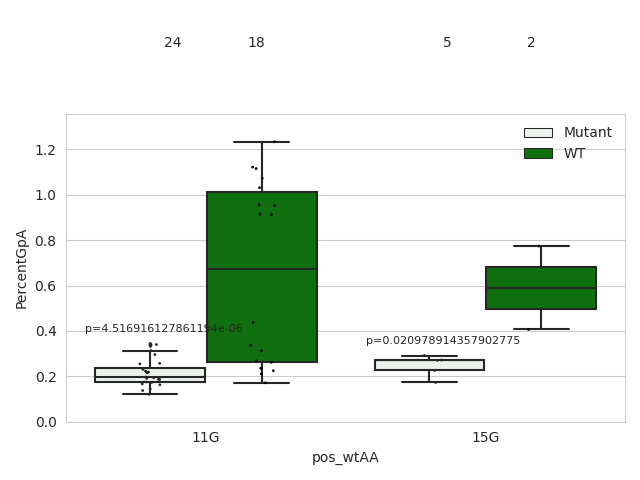 24 18 5 2
Mutant
WT
1.2
1.0
0.8
0.6
0.4
0.2
0.0
PercentGpA
p=4.516916127861194e-06
p=0.020978914357902775
11G 15G
pos_wtAA